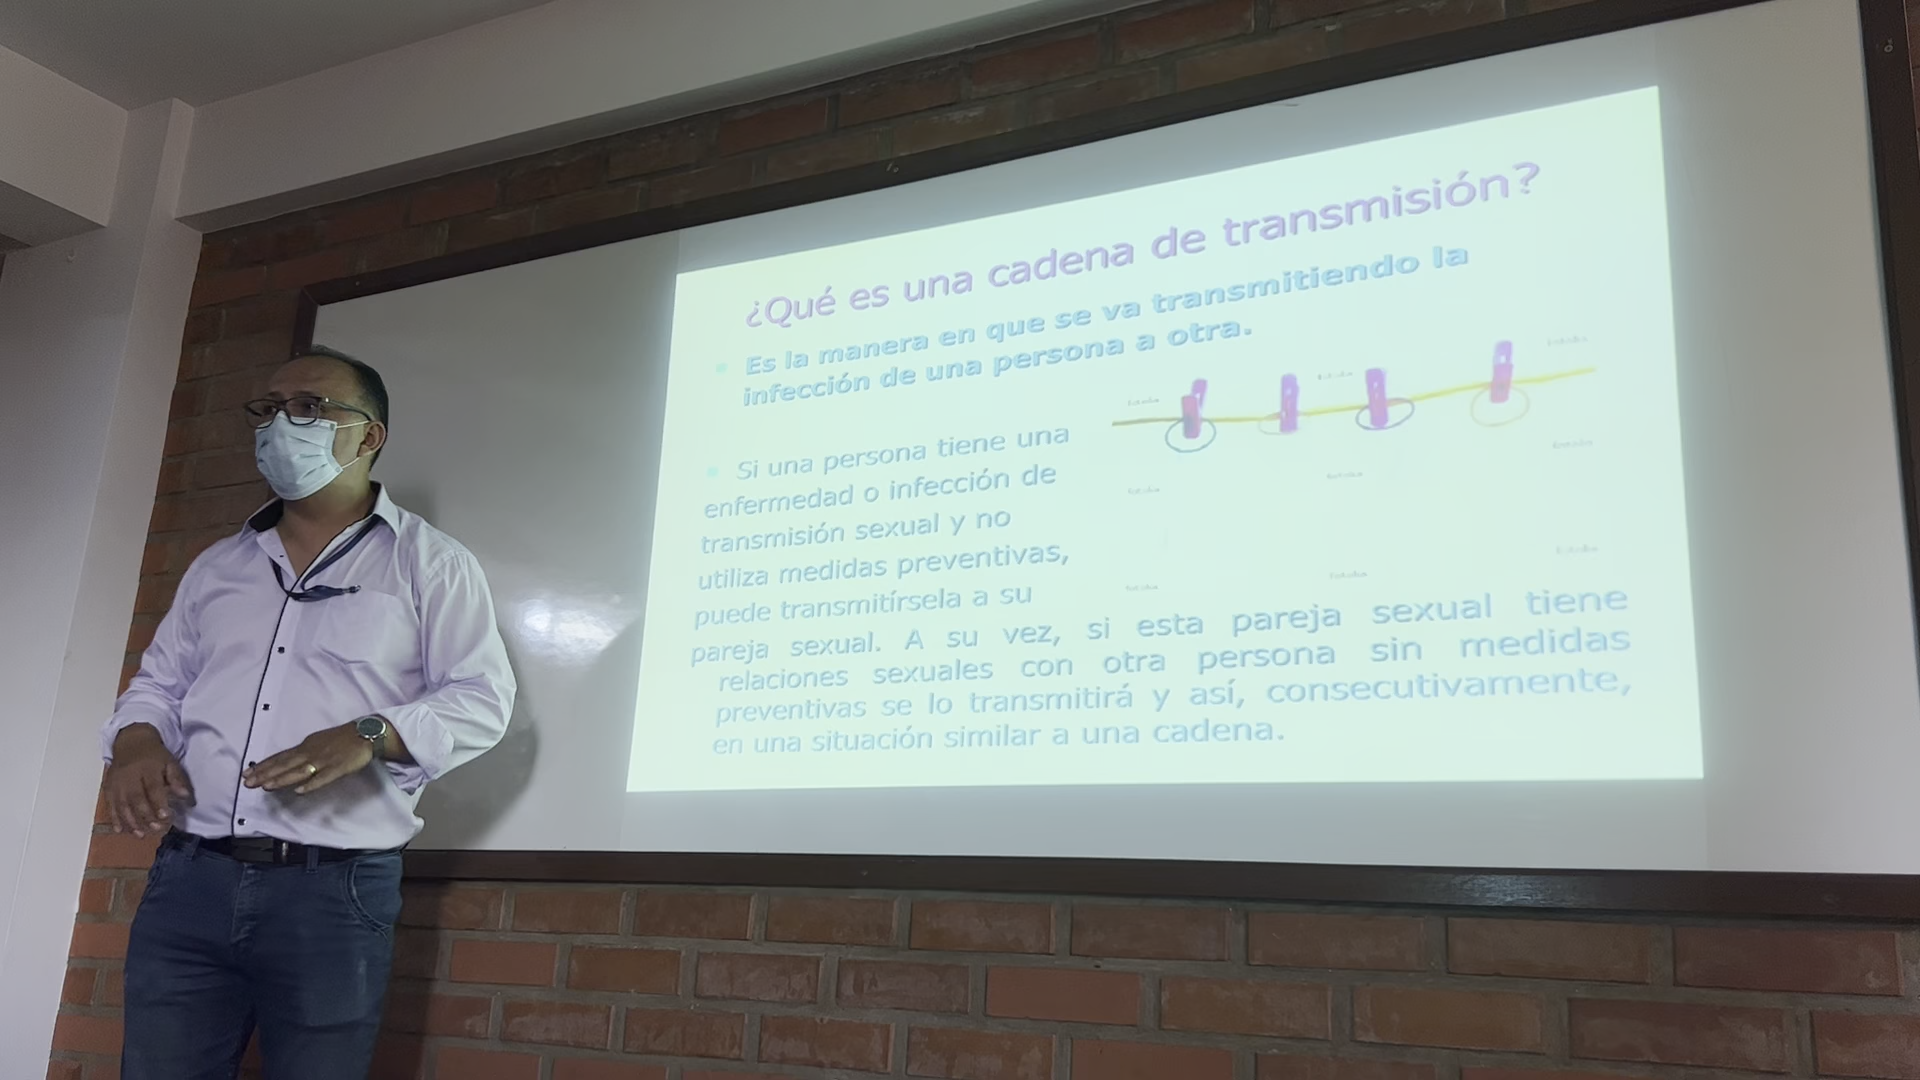 ¿Qué es una cadena de transmisión?
Es la manera en que se va transmitiendo la
infección de una persona a otra.
Si una persona tiene una
enfermedad o infección de
transmisión sexual y no
utiliza medidas preventivas,
puede transmitírsela a su
pareja sexual. A su vez, si esta pareja sexual tiene
relaciones sexuales con otra persona sin medidas
preventivas se lo transmitirá y así, consecutivamente,
en una situación similar a una cadena.